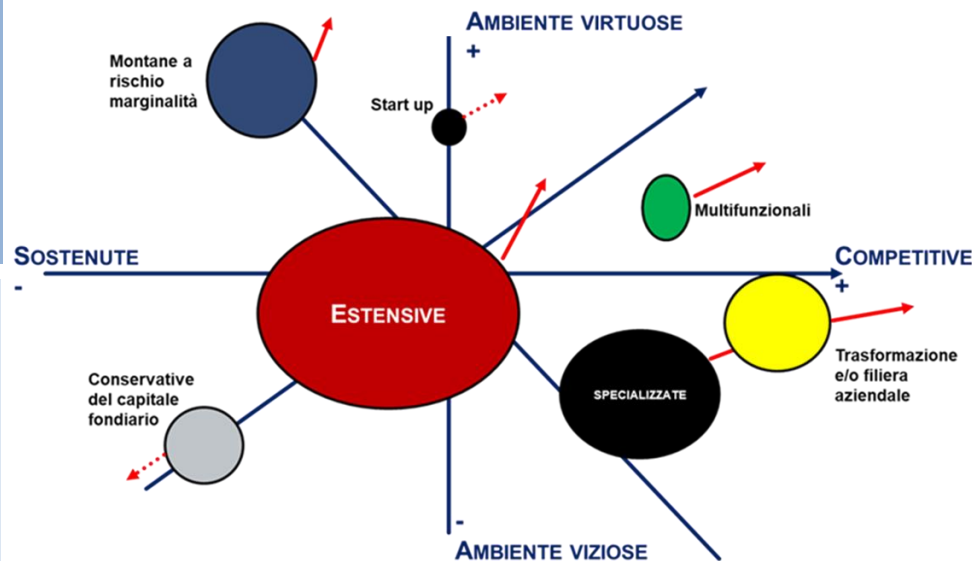 AMBIENTE VIRTUOSE
+
Montane a
rischio
marginalità
Start up
Multifunzionali
SOSTENUTE
-
COMPETITIVE
+
ESTENSIVE
Trasformazione
e/o filiera
aziendale
Conservative
del capitale
fondiario
SPECIALIZZATE
-
AMBIENTE VIZIOSE